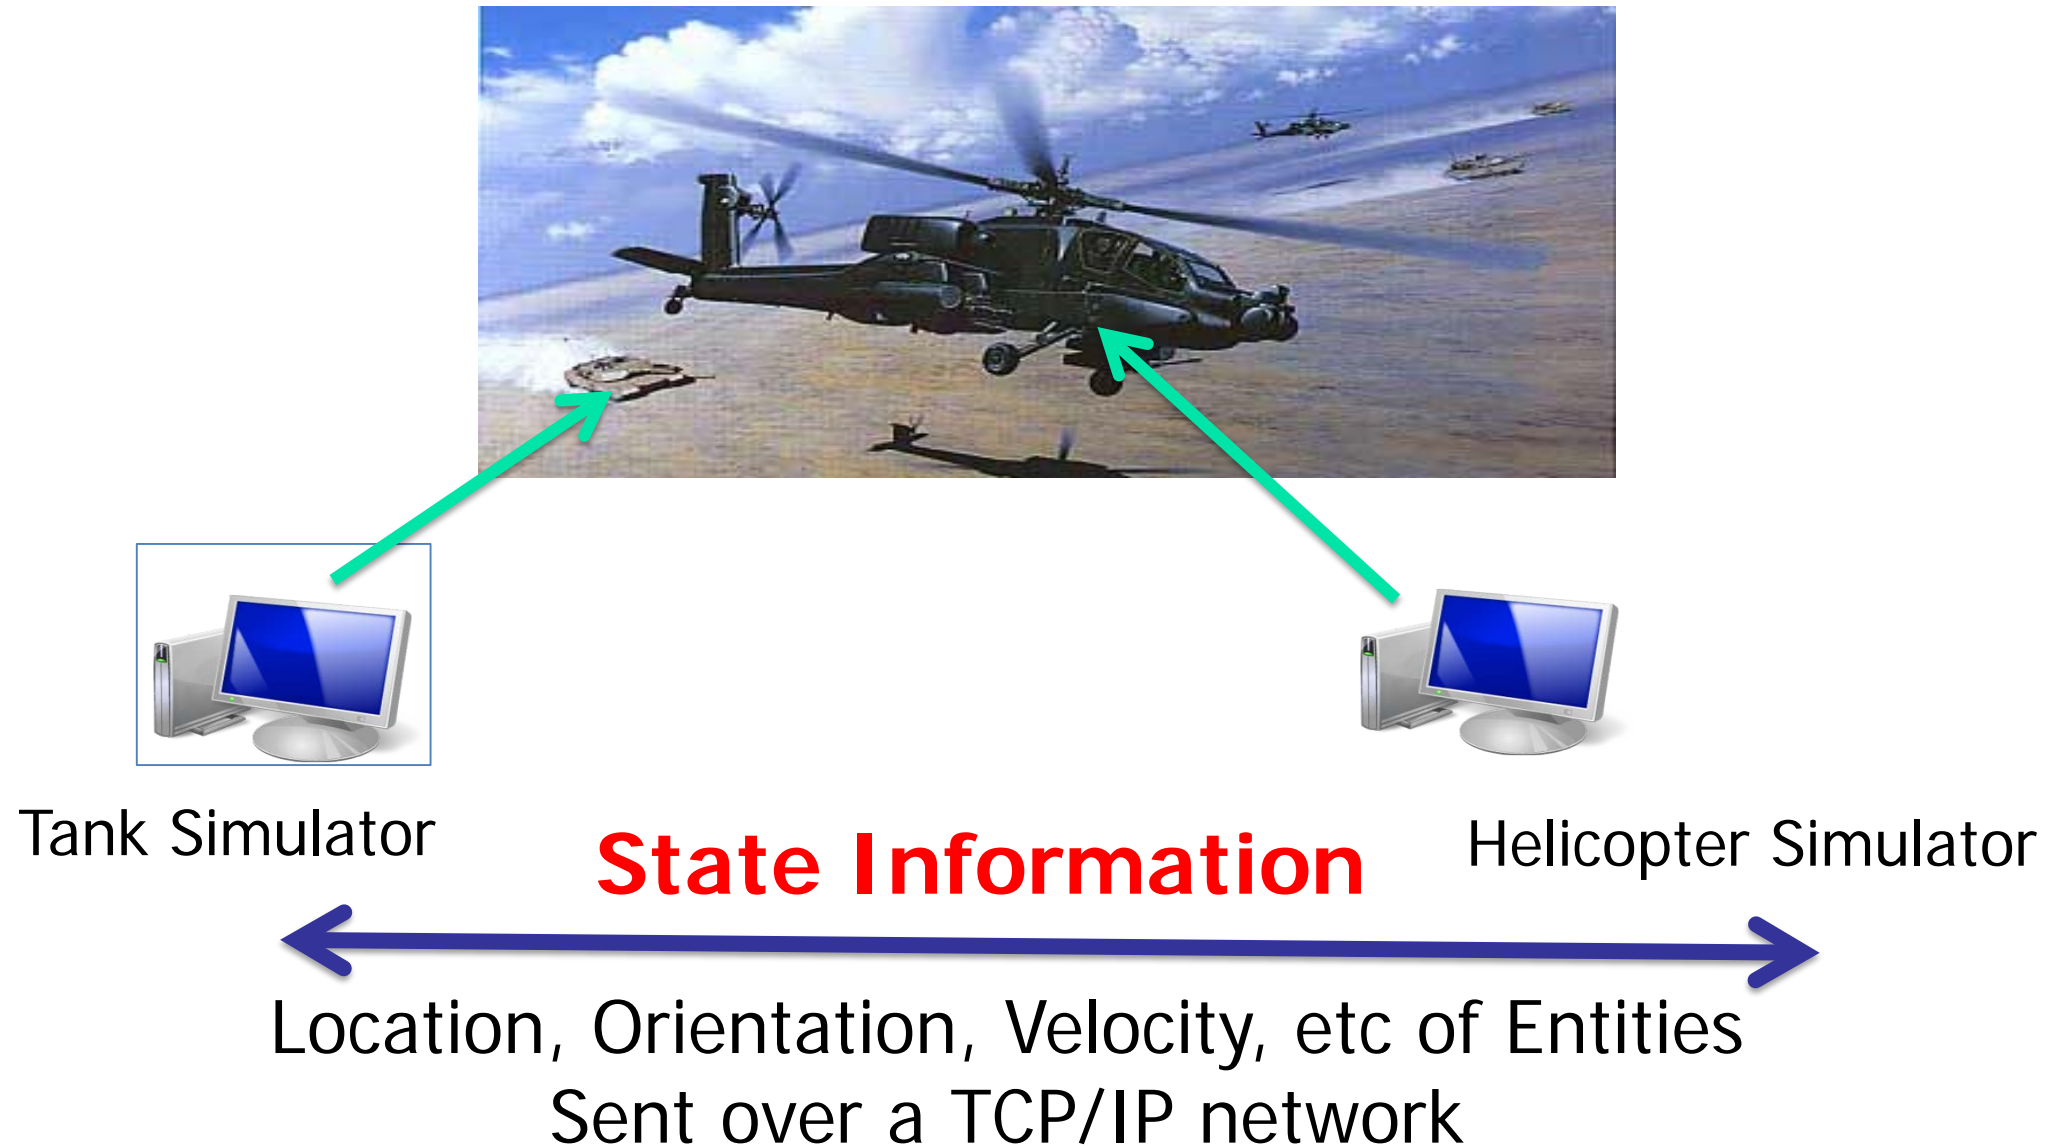 Tank Simulator
State Information
Helicopter Simulator
Location, Orientation, Velocity, etc of Entities
Sent over a TCP/IP network